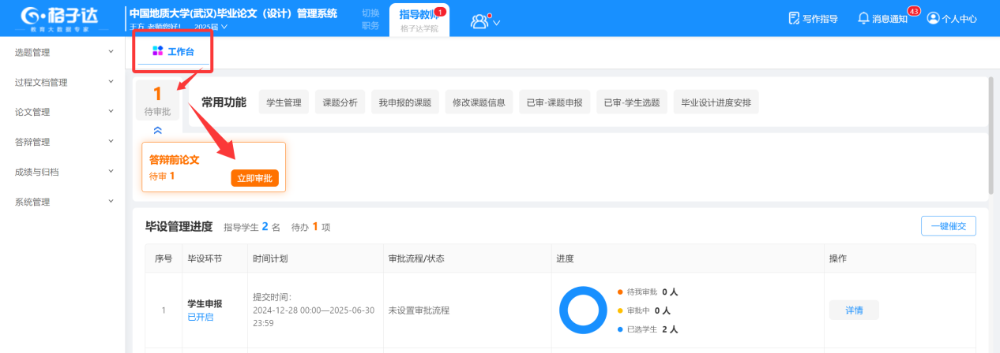 格子达
教育大数据专家
中国地质大学(武汉)毕业论文（设计）管理系统
王方 老师您好! 2025届
切换
职务
指导教师 1
格子达学院
写作指导
消息通知 43
个人中心
选题管理
过程文档管理
论文管理
答辩管理
成绩与归档
系统管理
工作台
1
待审批
常用功能
学生管理 课题分析 我申报的课题 修改课题信息 已审-课题申报 已审-学生选题 毕业设计进度安排
答辩前论文
待审 1
立即审批
毕设管理进度 指导学生 2 名 待办 1 项
一键催交
序号 毕设环节 时间计划 审批流程/状态 进度 操作
1
学生申报
已开启
提交时间：
2024-12-28 00:00—2025-06-30
23:59
未设置审批流程
待我审批 0 人
审批中 0 人
已选学生 2 人
详情